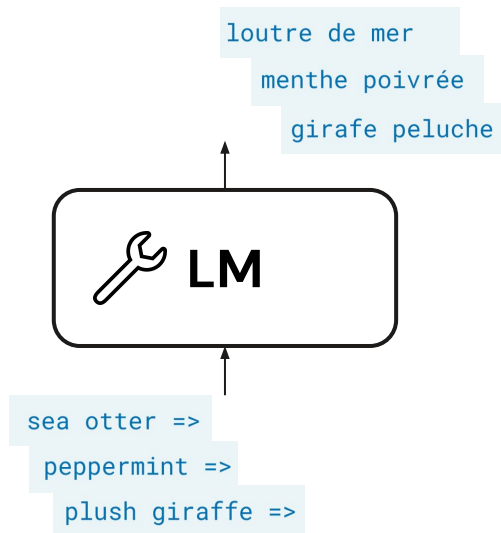 loutre de mer
menthe poivrée
girafe peluche
LM
sea otter =>
peppermint =>
plush giraffe =>